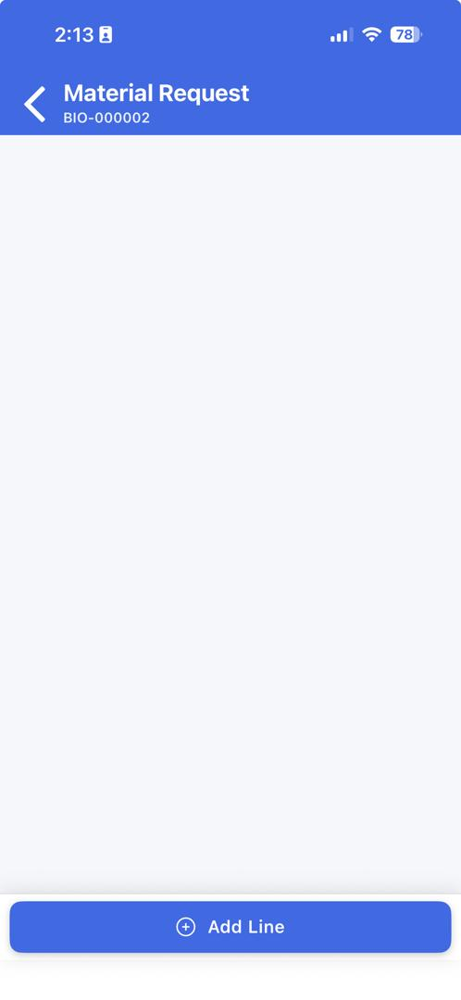 2:13
78
Material Request
BIO-000002
Add Line